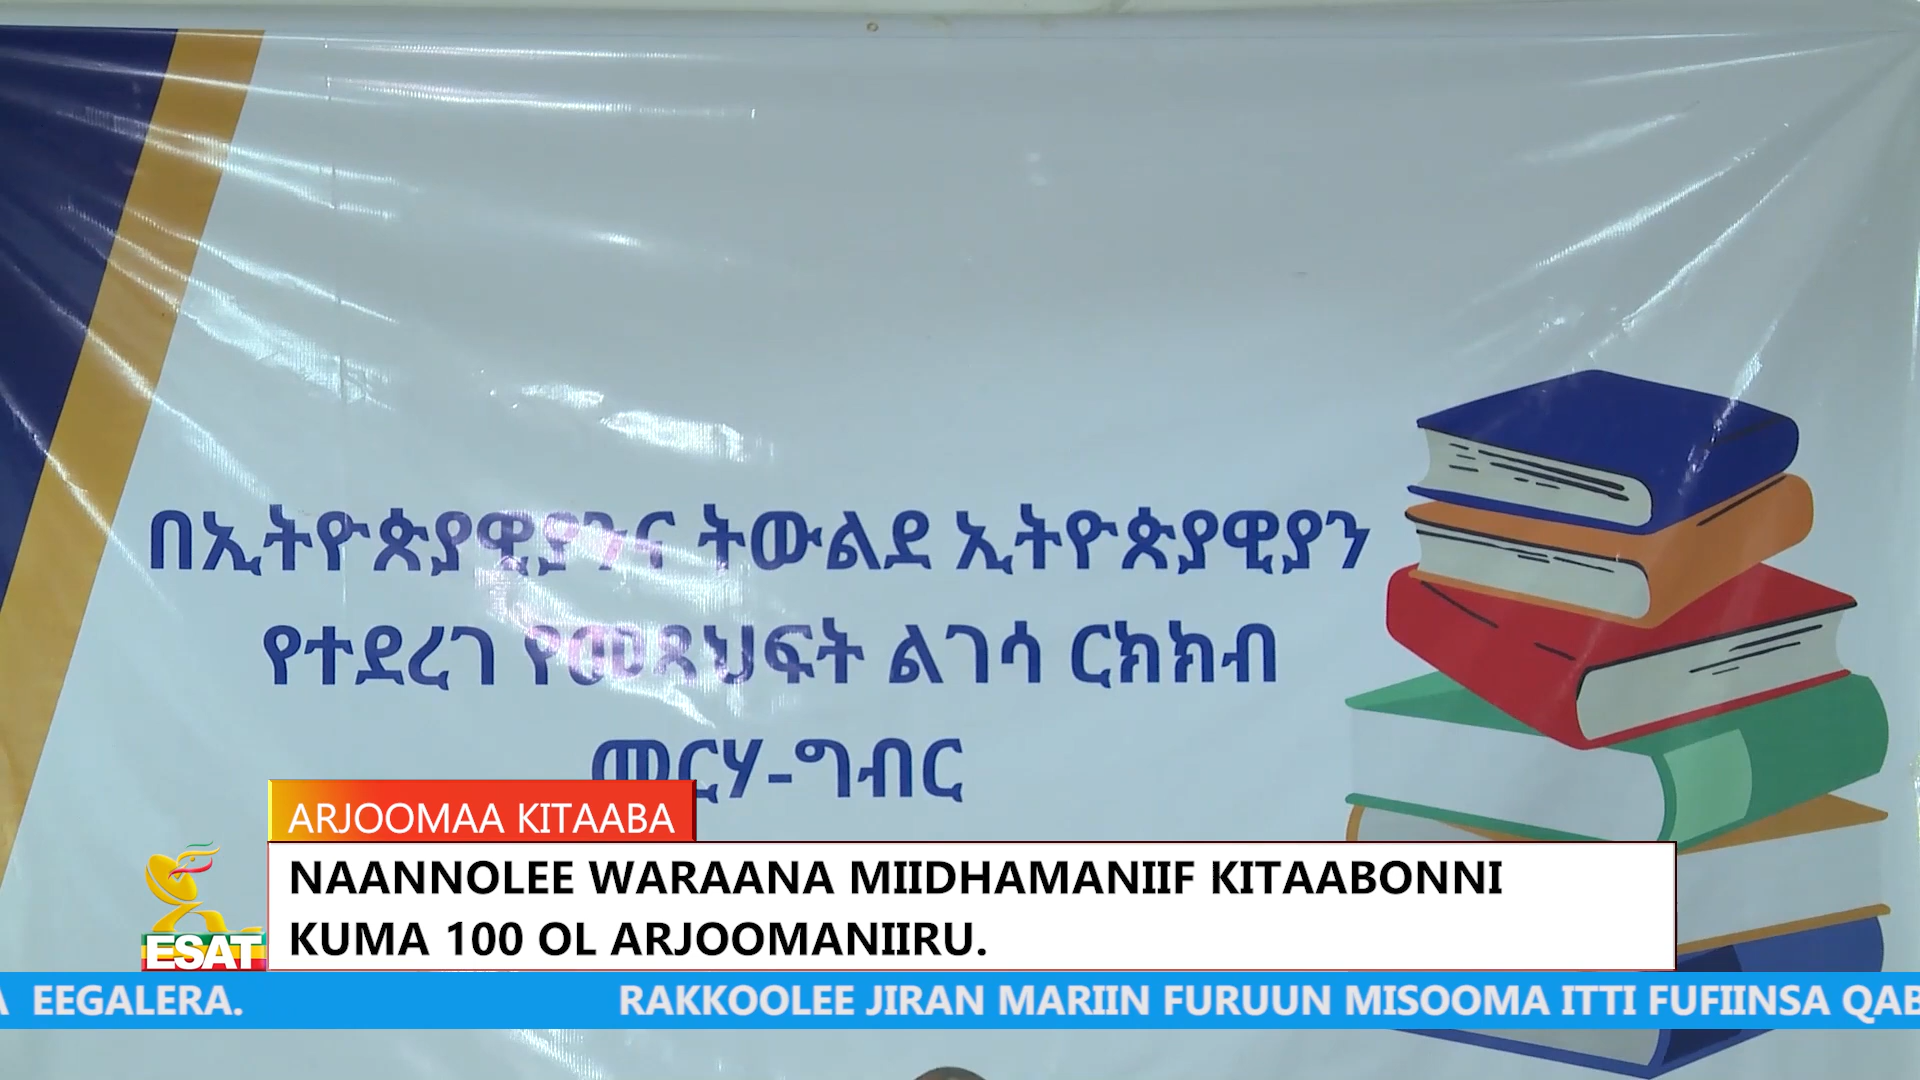 በኢትዮጵያዊያንና ትውልደ ኢትዮጵያዊያን
የተደረገ የመጻህፍት ልገሳ ርክክብ
መርሃ-ግብር
ARJOOMAA KITAABA
NAANNOLEE WARAANA MIIDHAMANIIF KITAABONNI
KUMA 100 OL ARJOOMANIIRU.
ESAT
EEGALERA. RAKKOOLEE JIRAN MARIIN FURUUN MISOOMA ITTI FUFIINSA